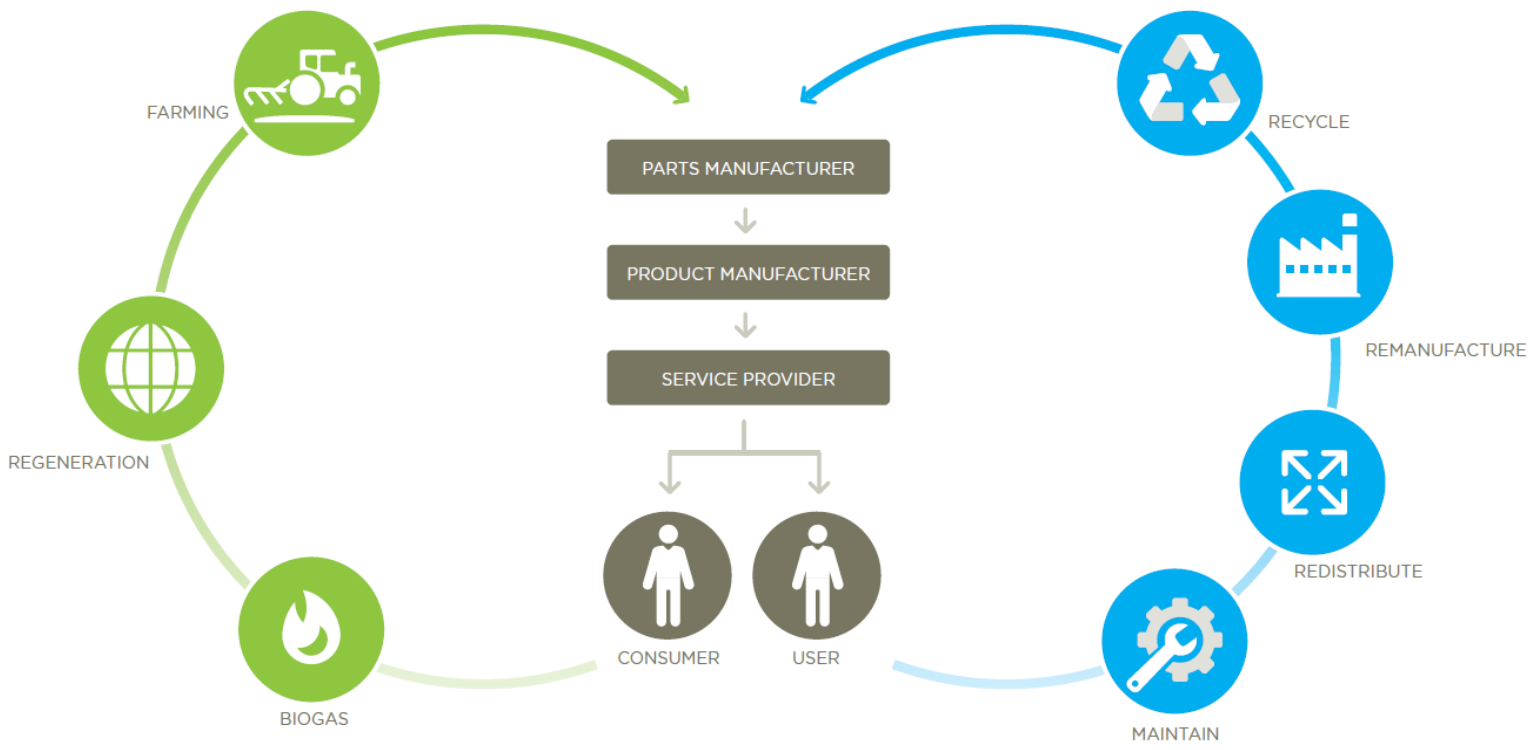 FARMING
RECYCLE
PARTS MANUFACTURER
PRODUCT MANUFACTURER
REMANUFACTURE
SERVICE PROVIDER
REGENERATION
REDISTRIBUTE
CONSUMER
USER
BIOGAS
MAINTAIN